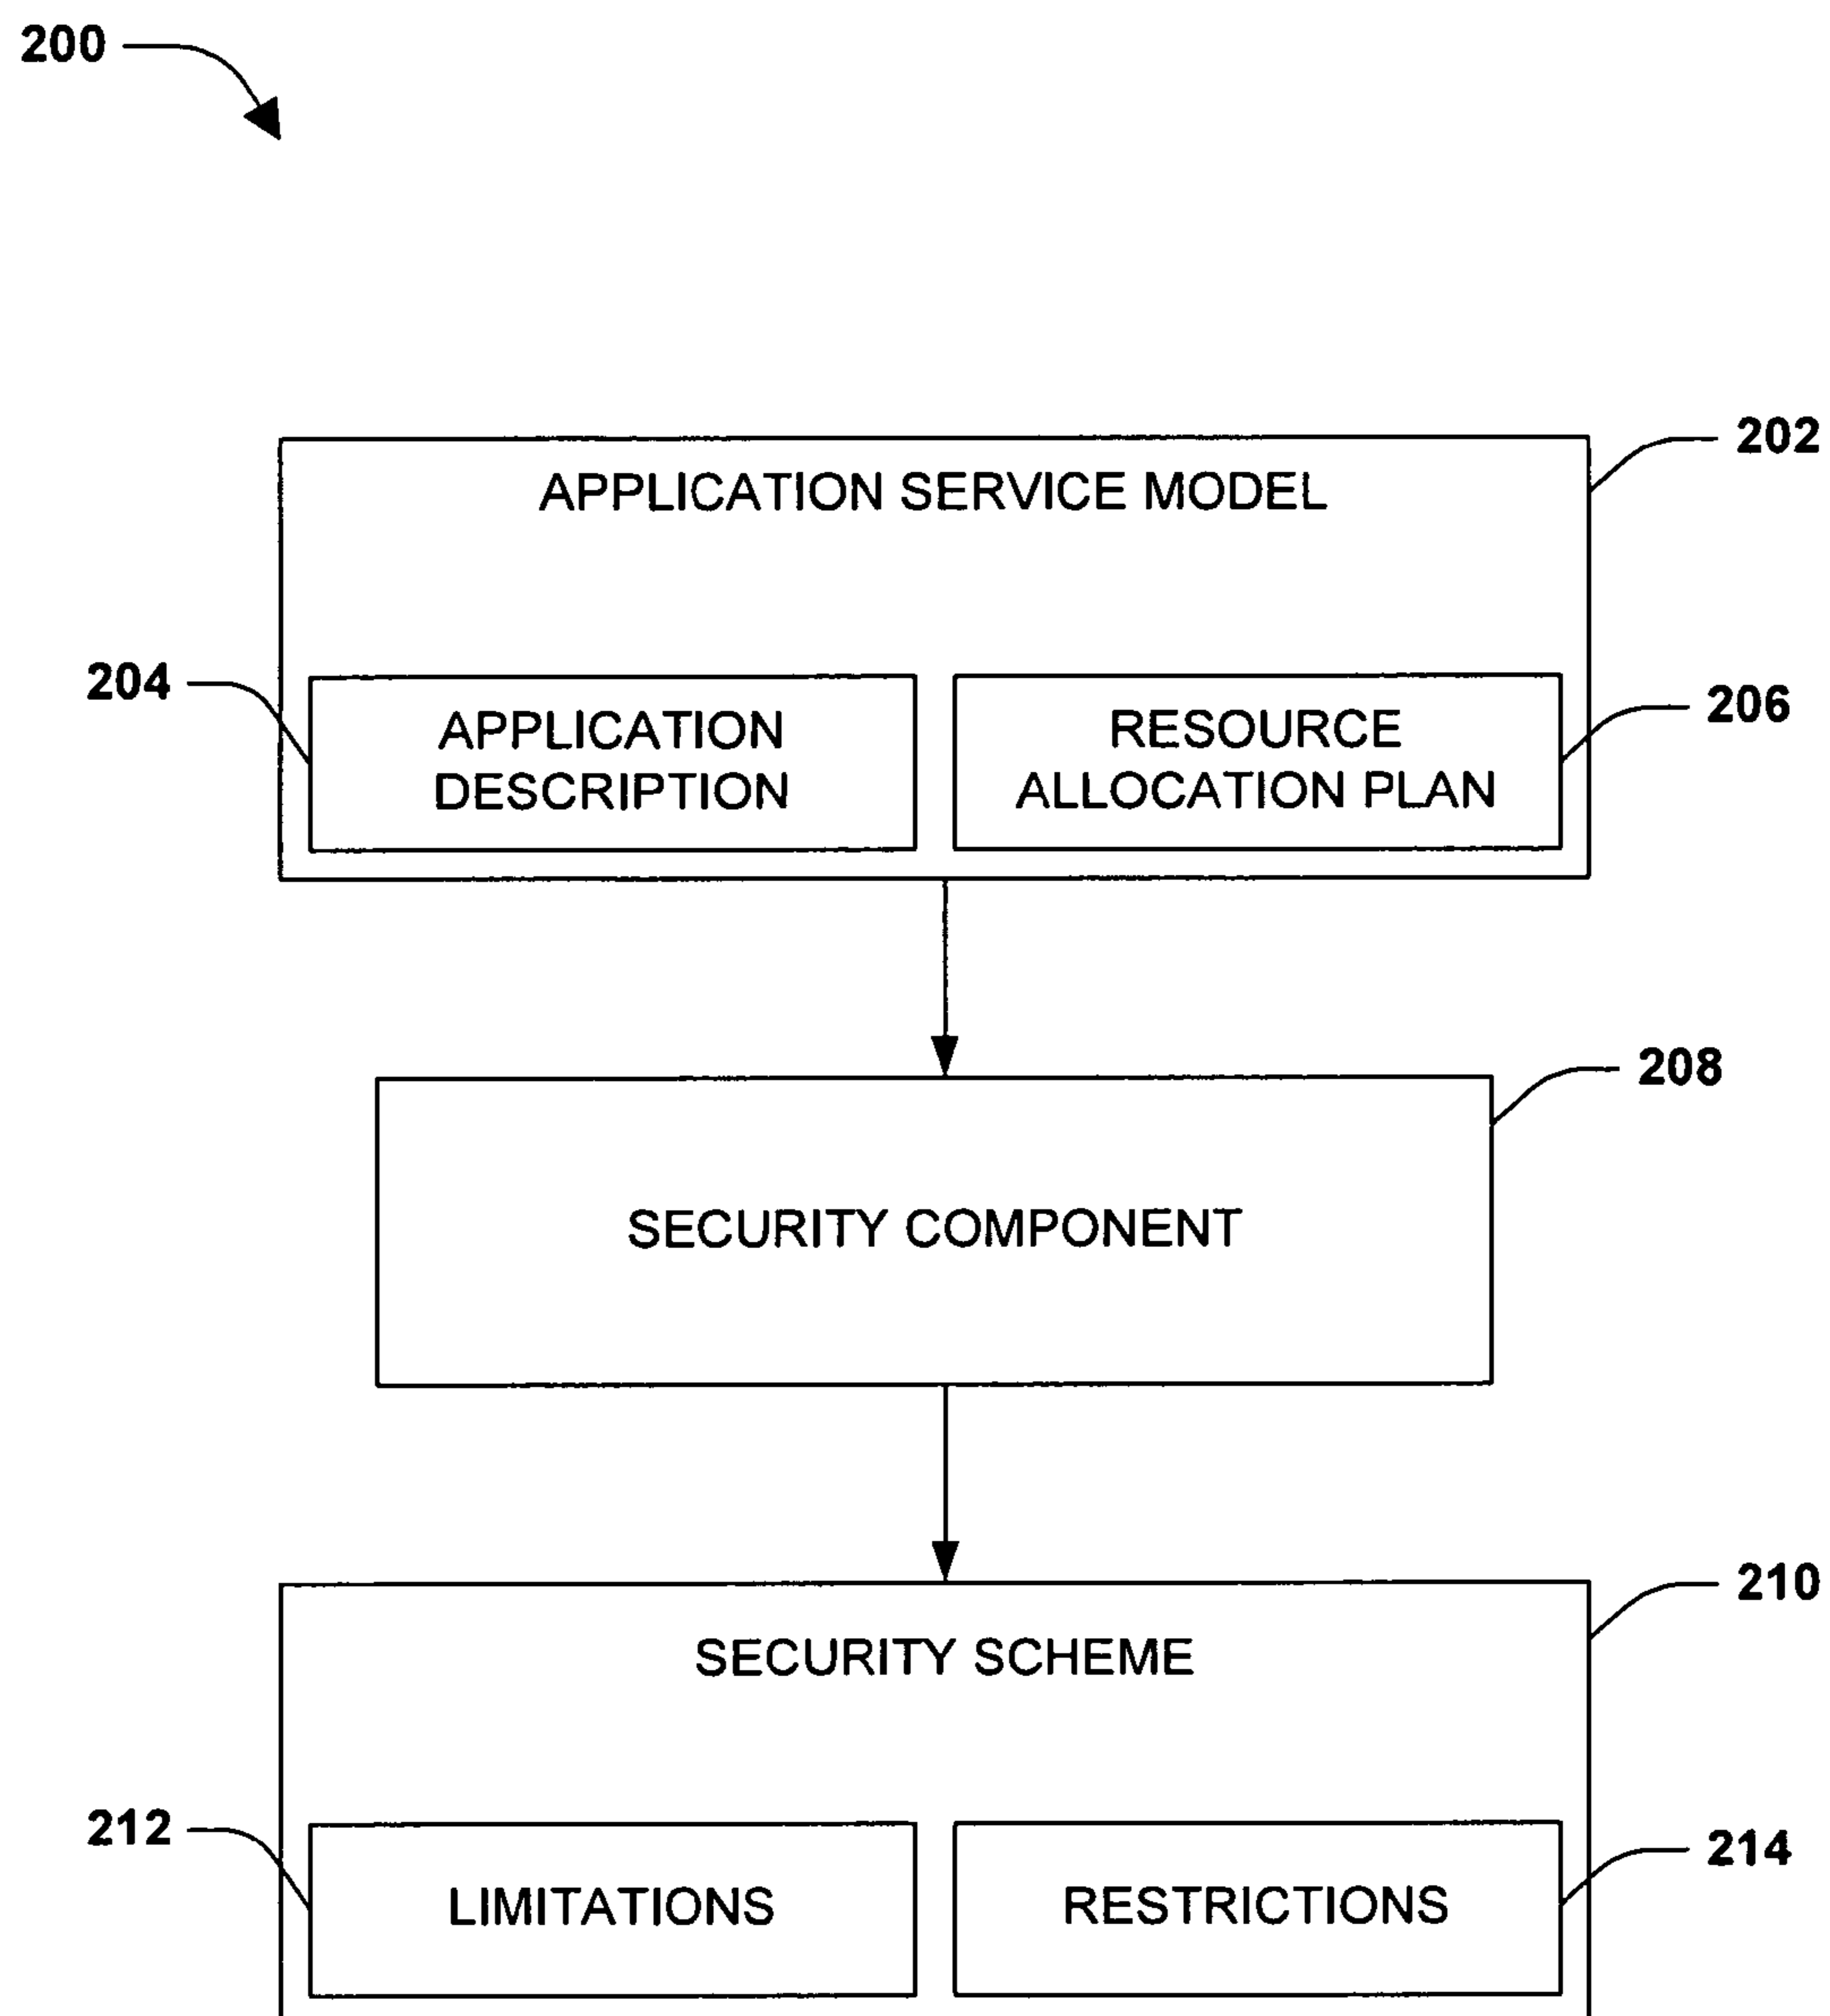 200
202
APPLICATION SERVICE MODEL
204
206
APPLICATION
DESCRIPTION
RESOURCE
ALLOCATION PLAN
208
SECURITY COMPONENT
210
SECURITY SCHEME
212
214
LIMITATIONS
RESTRICTIONS